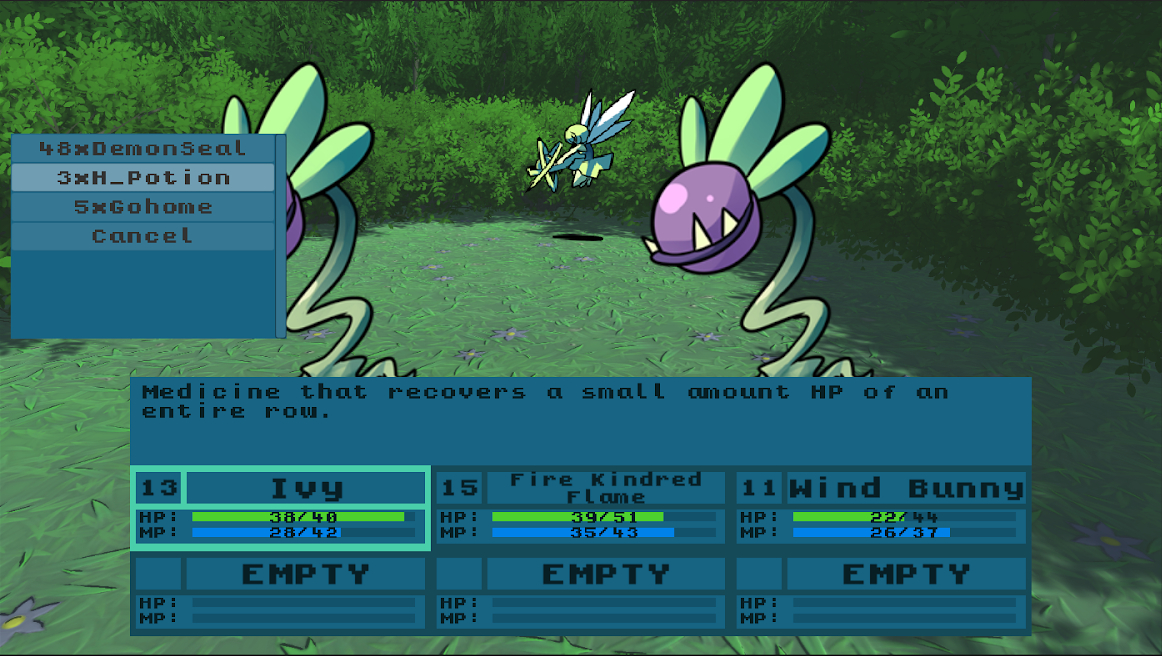 48xDemonSeal
3xH_Potion
5xGohome
Cancel
Medicine that recovers a small amount HP of an
entire row.
13 Ivy
HP: 38/40
MP: 28/42
15 Fire Kindred
Flame
HP: 39/51
MP: 35/43
11 Wind Bunny
HP: 22/44
MP: 26/37
EMPTY
HP:
MP:
EMPTY
HP:
MP:
EMPTY
HP:
MP: